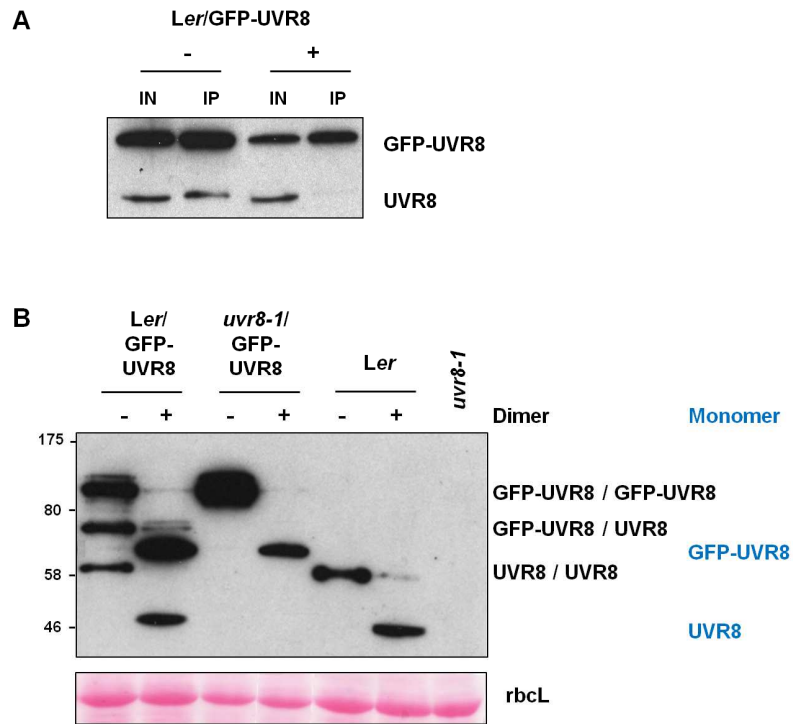 A
Ler/GFP-UVR8
- +
IN IP IN IP
GFP-UVR8
UVR8
B
Ler/ GFP-UVR8
uvr8-1/ GFP-UVR8
Ler
uvr8-1
- + - + - +
Dimer Monomer
175
80
58
46
GFP-UVR8 / GFP-UVR8
GFP-UVR8 / UVR8
GFP-UVR8
UVR8 / UVR8
UVR8
rbcL